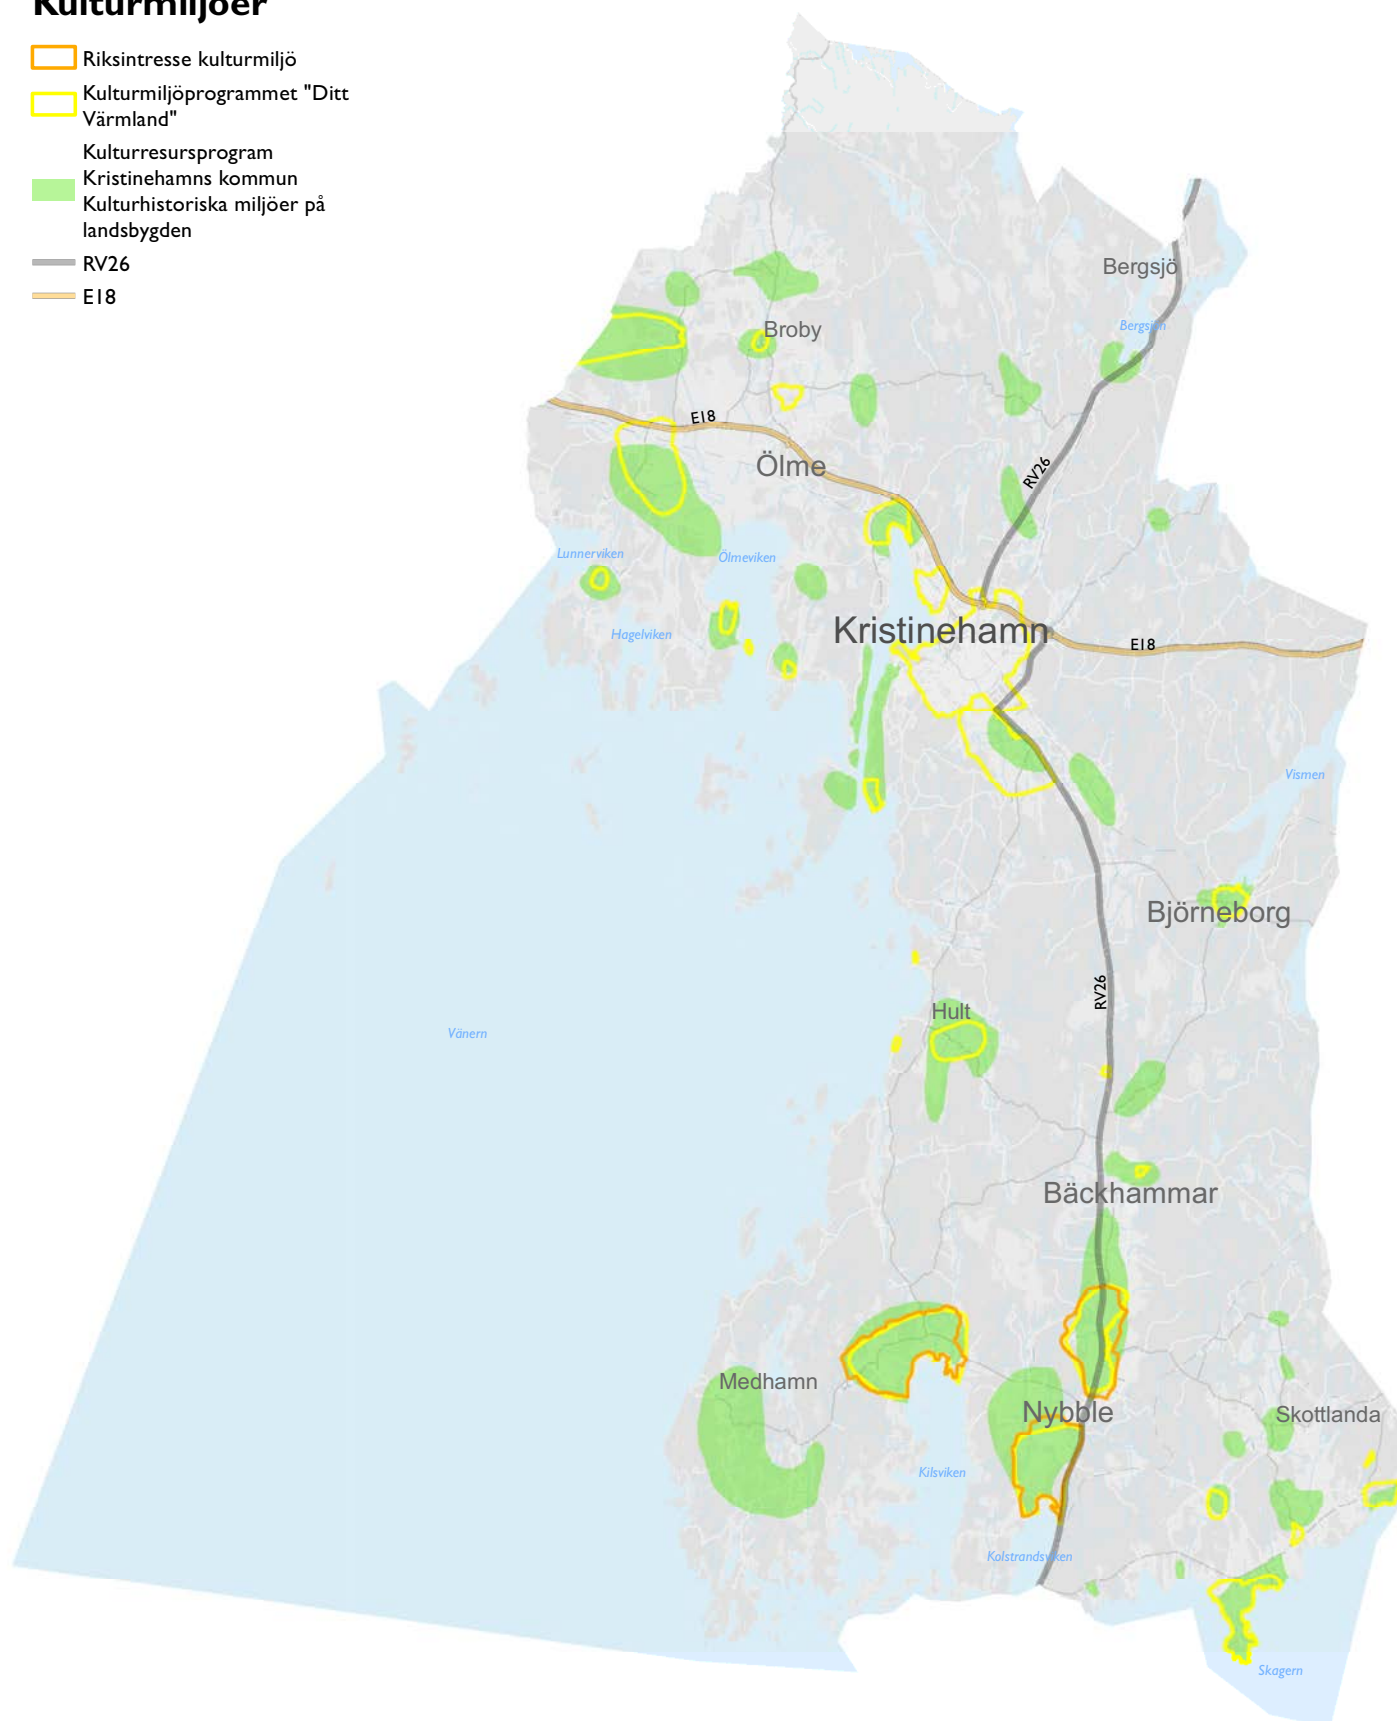 Kulturmiljöer
Riksintresse kulturmiljö
Kulturmiljöprogrammet "Ditt
Värmland"
Kulturresursprogram
Kristinehamns kommun
Kulturhistoriska miljöer på
landsbygden
RV26
E18
Bergsjö
Bergsjön
Broby
E18
Ölme
RV26
Lunnerviken
Ölmeviken
Hagelviken
Kristinehamn
E18
Vismen
Björneborg
RV26
Hult
Vänern
Bäckhammar
Medhamn
Nybble
Skottlanda
Kilsviken
Kolstrandsviken
Skagern